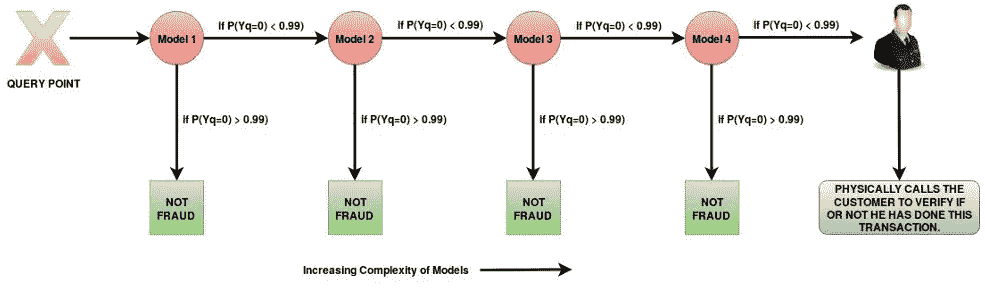 X
QUERY POINT
Model 1
if P(Yq=0) < 0.99)
Model 2
if P(Yq=0) < 0.99)
Model 3
if P(Yq=0) < 0.99)
Model 4
if P(Yq=0) < 0.99)
if P(Yq=0) > 0.99)
if P(Yq=0) > 0.99)
if P(Yq=0) > 0.99)
if P(Yq=0) > 0.99)
NOT
FRAUD
NOT
FRAUD
NOT
FRAUD
NOT
FRAUD
PHYSICALLY CALLS THE
CUSTOMER TO VERIFY IF
OR NOT HE HAS DONE THIS
TRANSACTION.
Increasing Complexity of Models